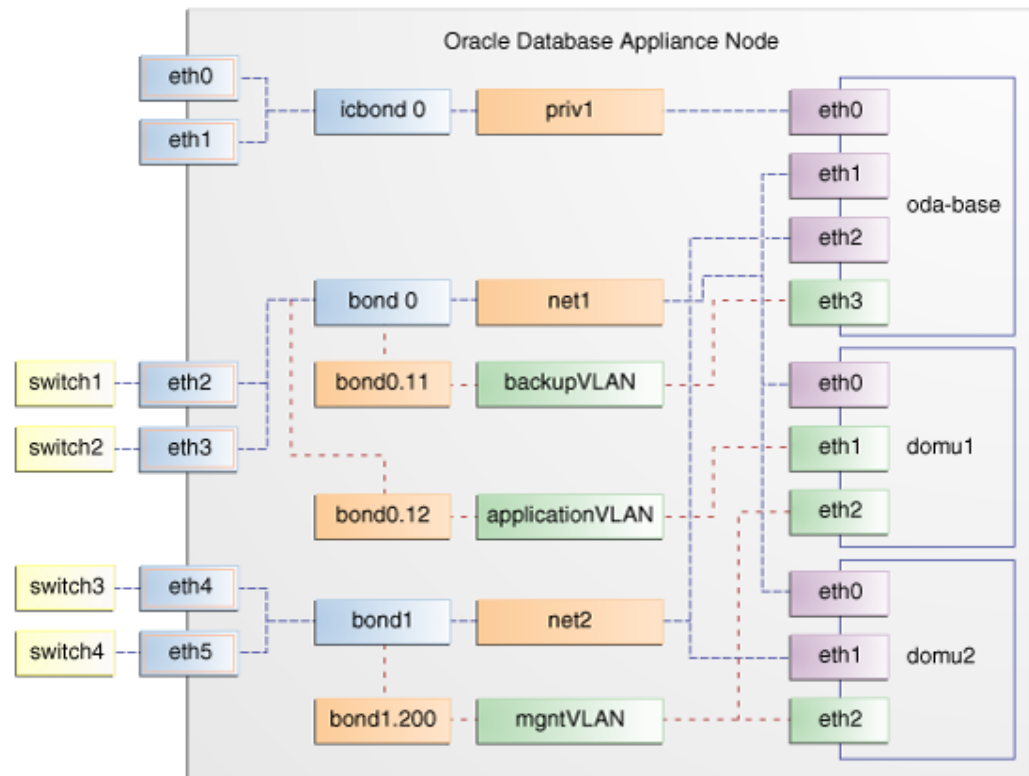 Oracle Database Appliance Node
eth0
eth1
icbond 0
priv1
eth0
eth1
eth2
eth3
oda-base
bond 0
net1
switch1
eth2
bond0.11
backupVLAN
switch2
eth3
eth0
eth1
eth2
domu1
bond0.12
applicationVLAN
switch3
eth4
switch4
eth5
bond1
net2
eth0
eth1
eth2
domu2
bond1.200
mgntVLAN